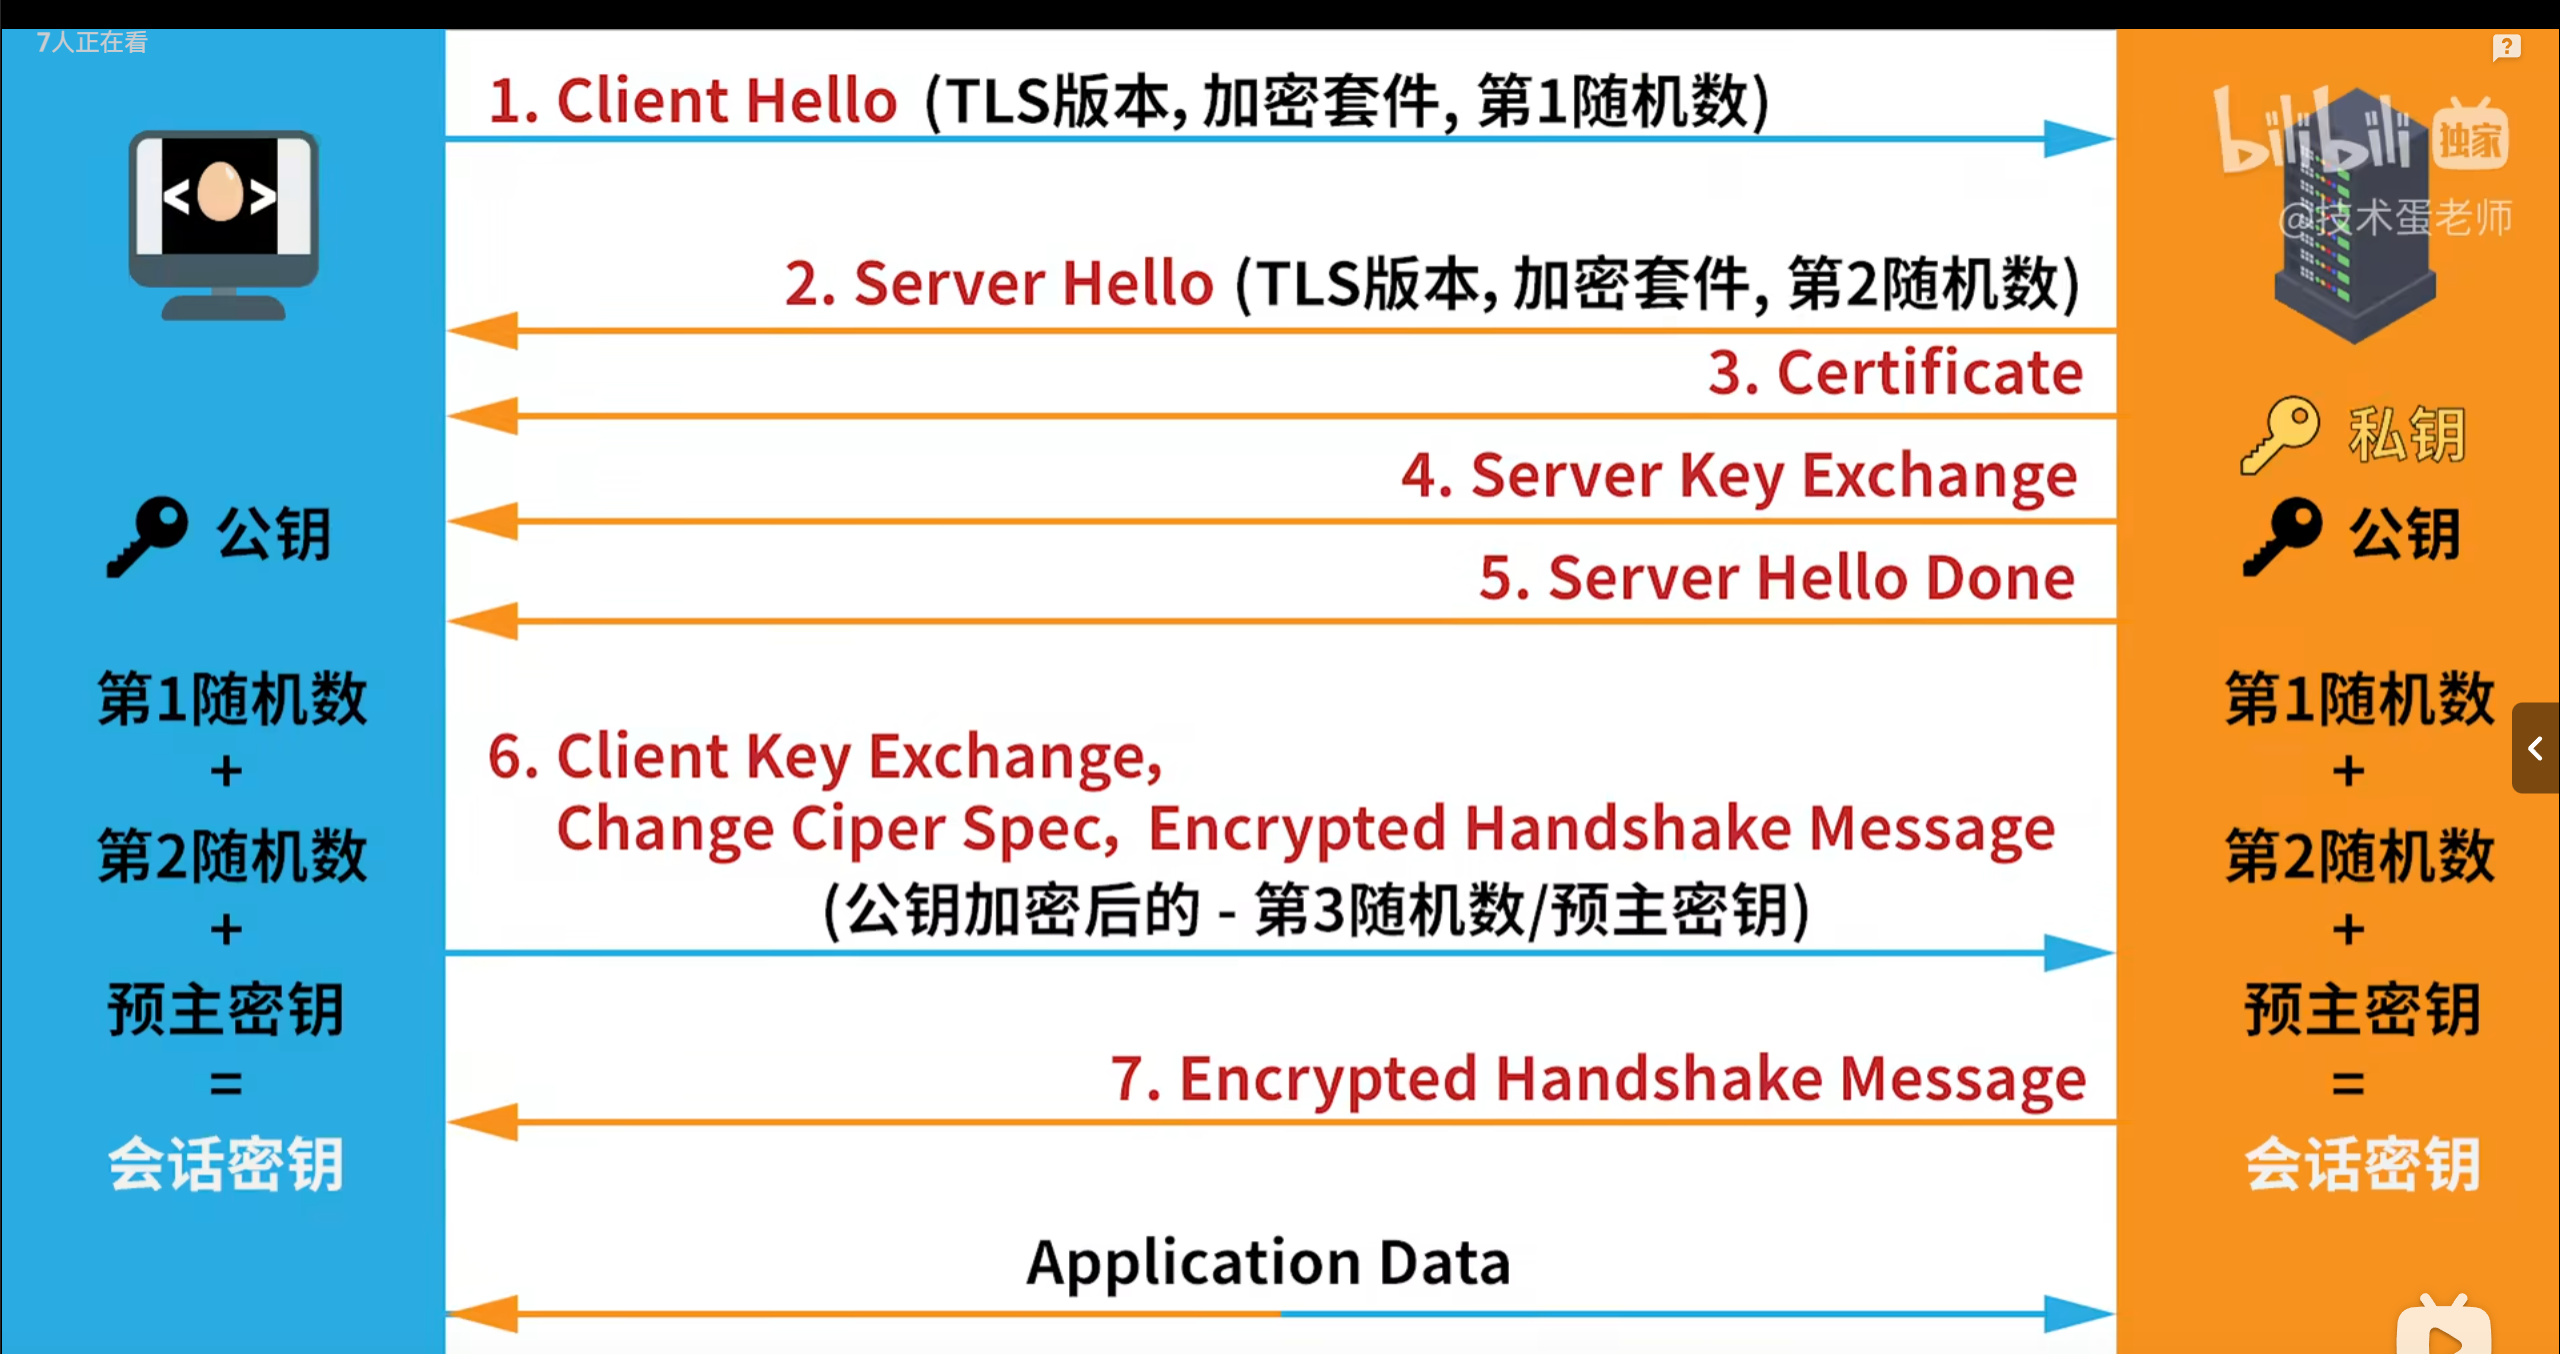 7人正在看
1. Client Hello (TLS版本, 加密套件, 第1随机数)
bilibili 独家
@技术蛋老师
2. Server Hello (TLS版本, 加密套件, 第2随机数)
3. Certificate
私钥
4. Server Key Exchange
公钥
公钥
5. Server Hello Done
第1随机数
+
第2随机数
+
预主密钥
=
会话密钥
6. Client Key Exchange,
Change Ciper Spec, Encrypted Handshake Message
(公钥加密后的 - 第3随机数/预主密钥)
7. Encrypted Handshake Message
Application Data
第1随机数
+
第2随机数
+
预主密钥
=
会话密钥